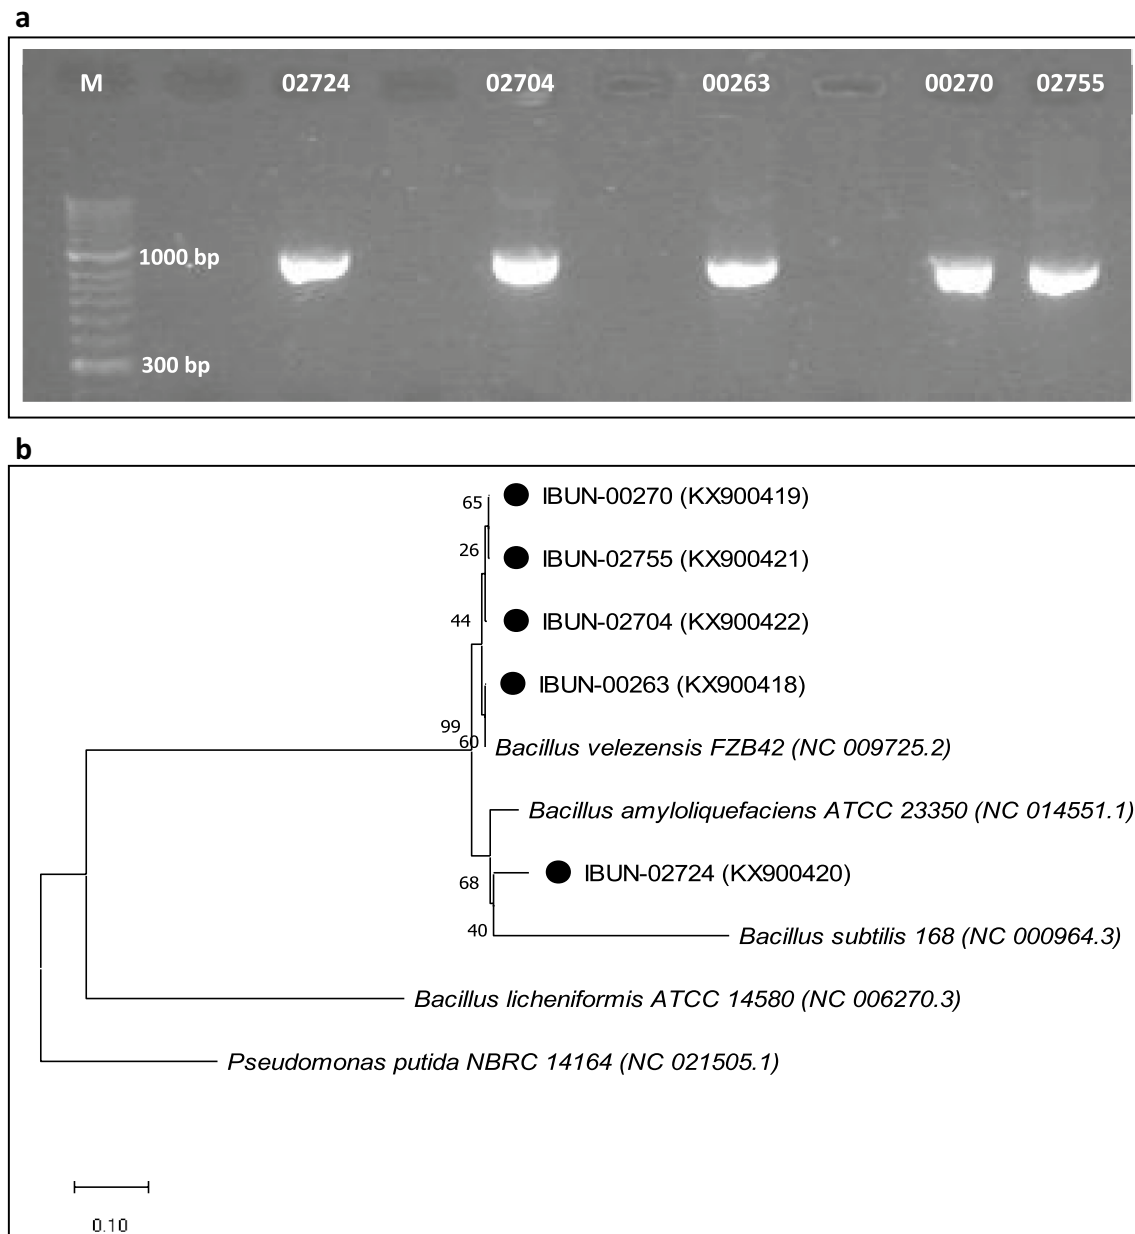 a
M 02724 02704 00263 00270 02755
1000 bp
300 bp
b
65 IBUN-00270 (KX900419)
26
IBUN-02755 (KX900421)
44 IBUN-02704 (KX900422)
IBUN-00263 (KX900418)
99
60 Bacillus velezensis FZB42 (NC 009725.2)
Bacillus amyloliquefaciens ATCC 23350 (NC 014551.1)
IBUN-02724 (KX900420)
68
40 Bacillus subtilis 168 (NC 000964.3)
Bacillus licheniformis ATCC 14580 (NC 006270.3)
Pseudomonas putida NBRC 14164 (NC 021505.1)
0.10